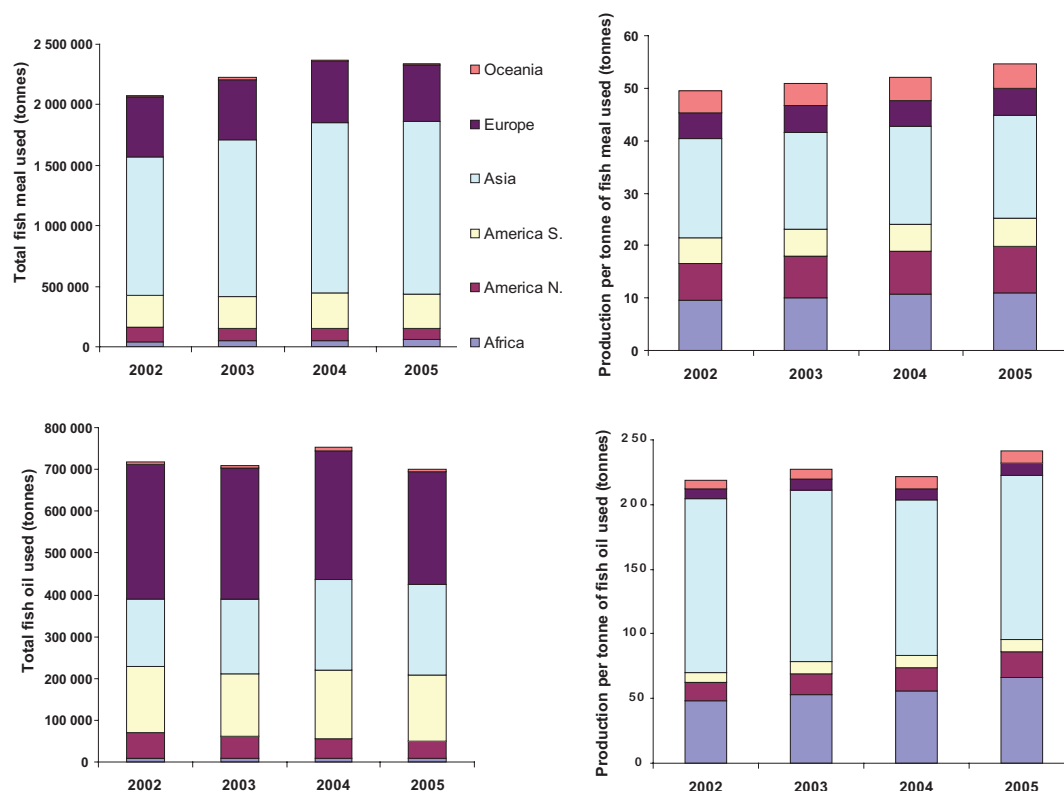 Total fish meal used (tonnes)
2 500 000
2 000 000
1 500 000
1 000 000
500 000
0
2002
2003
2004
2005
Oceania
Europe
Asia
America S.
America N.
Africa
Production per tonne of fish meal used (tonnes)
60
50
40
30
20
10
0
2002
2003
2004
2005
Total fish oil used (tonnes)
800 000
700 000
600 000
500 000
400 000
300 000
200 000
100 000
0
2002
2003
2004
2005
Production per tonne of fish oil used (tonnes)
250
200
150
100
50
0
2002
2003
2004
2005